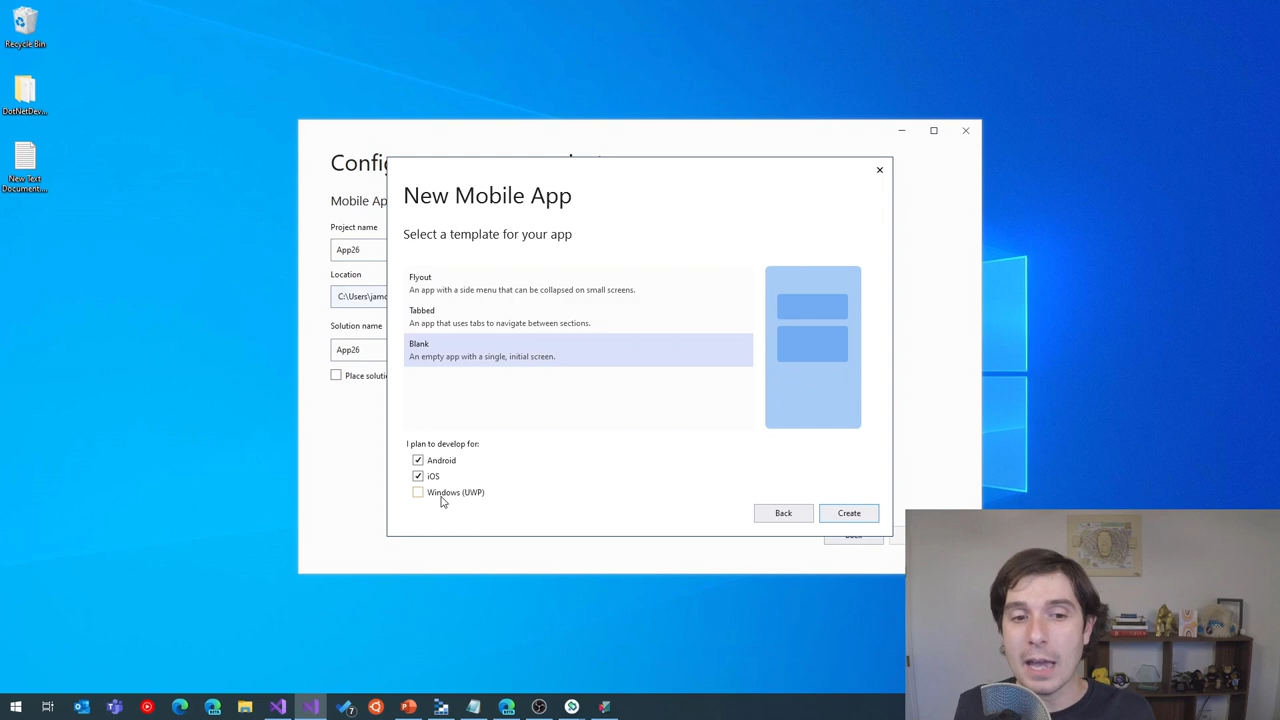 Recycle Bin
DotNetDev...
New Text
Document...
Mobile Ap
Project name
App26
Location
C:\Users\jamo
Solution name
App26
Place soluti
New Mobile App
Select a template for your app
Flyout
An app with a side menu that can be collapsed on small screens.
Tabbed
An app that uses tabs to navigate between sections.
Blank
An empty app with a single, initial screen.
I plan to develop for:
Android
iOS
Windows (UWP)
Back
Create